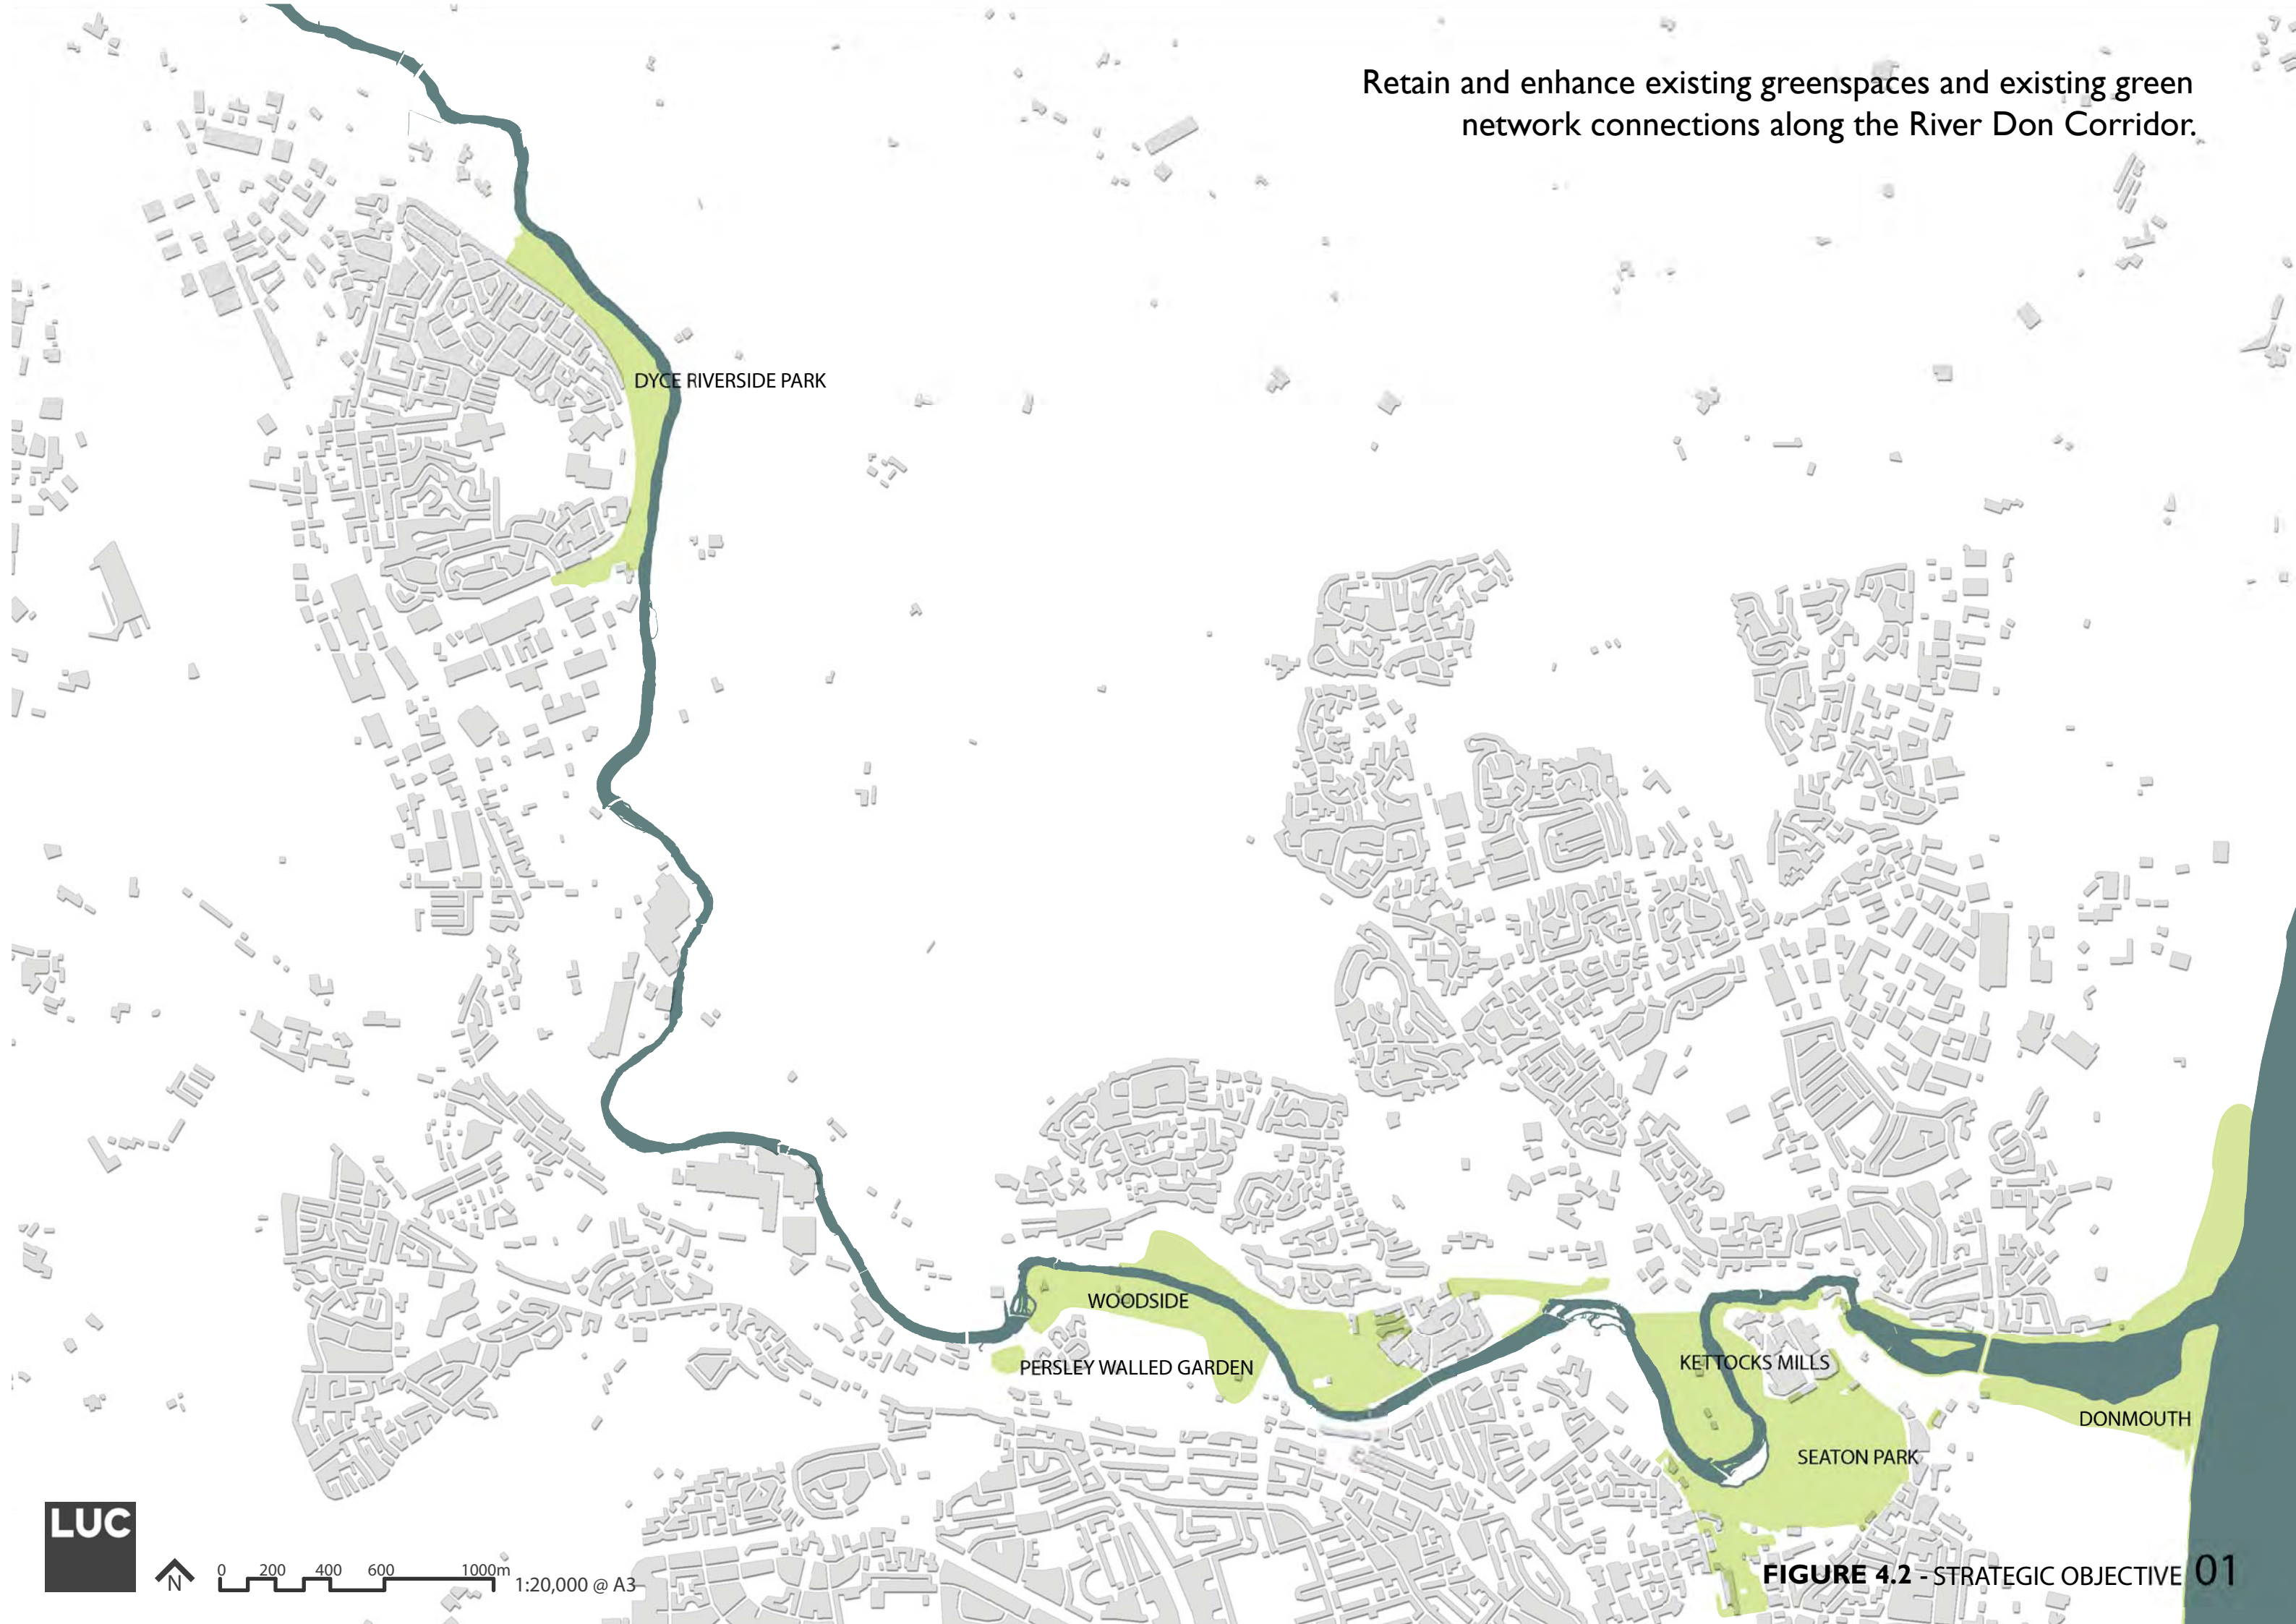 Retain and enhance existing greenspaces and existing green
network connections along the River Don Corridor.
DYCE RIVERSIDE PARK
WOODSIDE
PERSLEY WALLED GARDEN
KETTOCKS MILLS
DONMOUTH
SEATON PARK
LUC
N
0 200 400 600 1000m
1:20,000 @ A3
FIGURE 4.2 - STRATEGIC OBJECTIVE 01